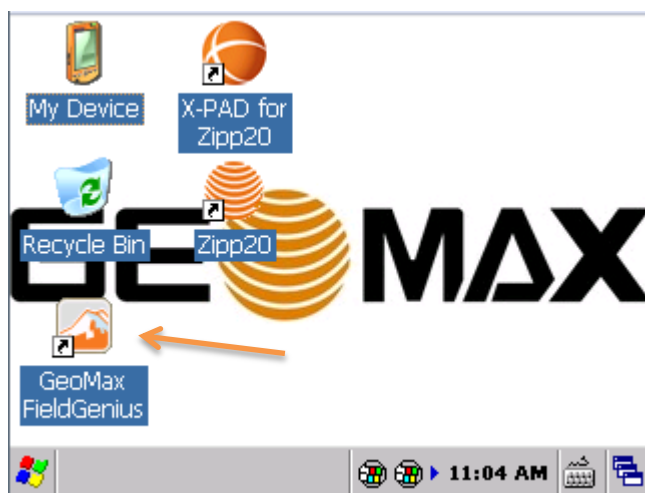 My Device
X-PAD for
Zipp20
Recycle Bin
Zipp20
GEOMAX
GeoMax
FieldGenius
11:04 AM